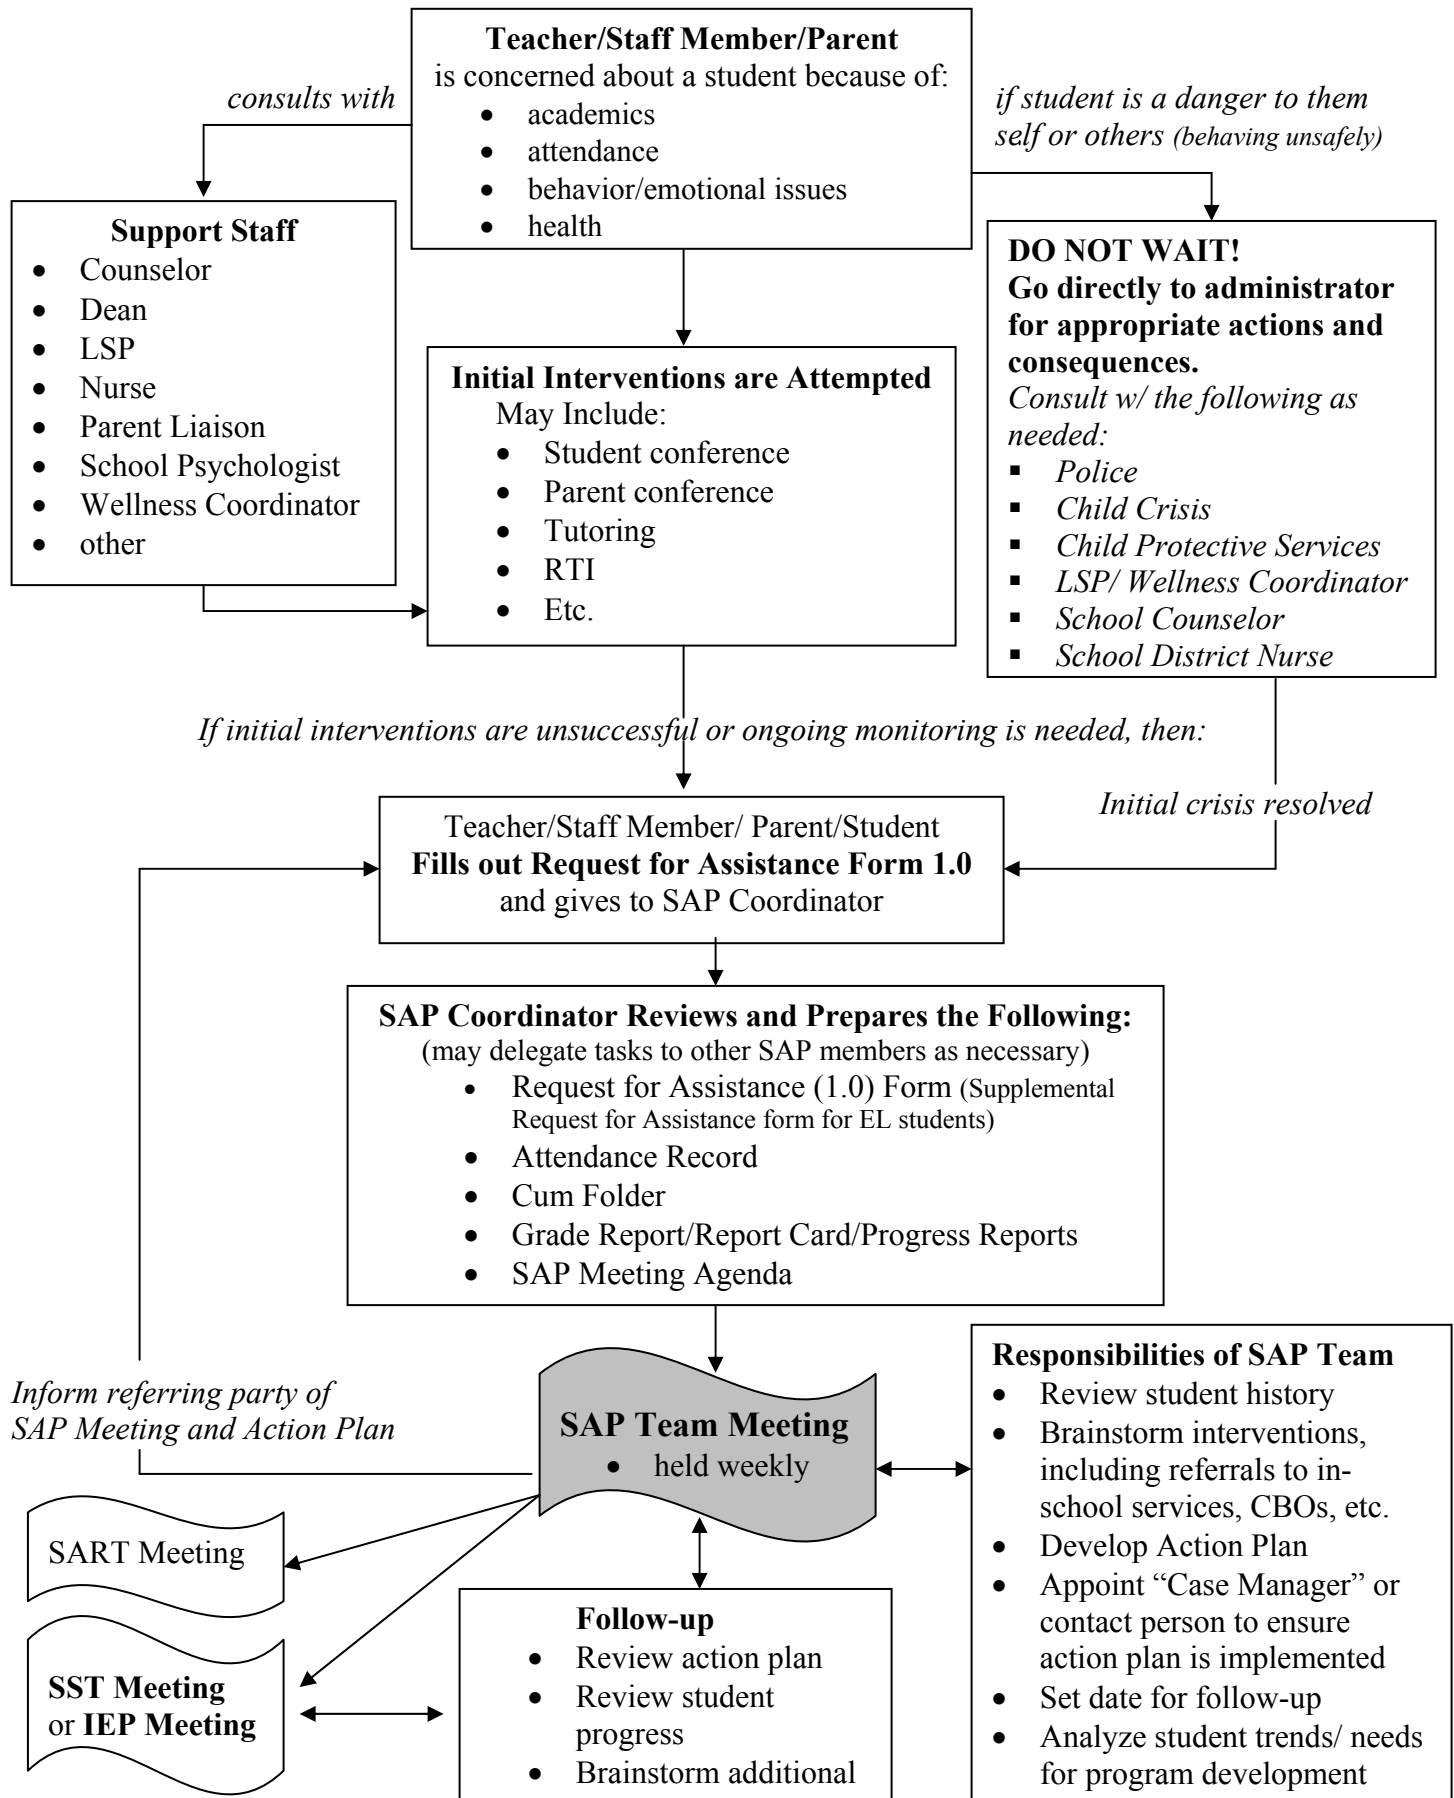 Teacher/Staff Member/Parent
is concerned about a student because of:
• academics
• attendance
• behavior/emotional issues
• health
consults with
if student is a danger to them
self or others (behaving unsafely)
Support Staff
• Counselor
• Dean
• LSP
• Nurse
• Parent Liaison
• School Psychologist
• Wellness Coordinator
• other
Initial Interventions are Attempted
May Include:
• Student conference
• Parent conference
• Tutoring
• RTI
• Etc.
DO NOT WAIT!
Go directly to administrator
for appropriate actions and
consequences.
Consult w/ the following as
needed:
▪ Police
▪ Child Crisis
▪ Child Protective Services
▪ LSP/ Wellness Coordinator
▪ School Counselor
▪ School District Nurse
If initial interventions are unsuccessful or ongoing monitoring is needed, then:
Initial crisis resolved
Teacher/Staff Member/ Parent/Student
Fills out Request for Assistance Form 1.0
and gives to SAP Coordinator
SAP Coordinator Reviews and Prepares the Following:
(may delegate tasks to other SAP members as necessary)
• Request for Assistance (1.0) Form (Supplemental
Request for Assistance form for EL students)
• Attendance Record
• Cum Folder
• Grade Report/Report Card/Progress Reports
• SAP Meeting Agenda
Inform referring party of
SAP Meeting and Action Plan
SAP Team Meeting
• held weekly
Responsibilities of SAP Team
• Review student history
• Brainstorm interventions,
including referrals to in-
school services, CBOs, etc.
• Develop Action Plan
• Appoint “Case Manager” or
contact person to ensure
action plan is implemented
• Set date for follow-up
• Analyze student trends/ needs
for program development
SART Meeting
SST Meeting
or IEP Meeting
Follow-up
• Review action plan
• Review student
progress
• Brainstorm additional